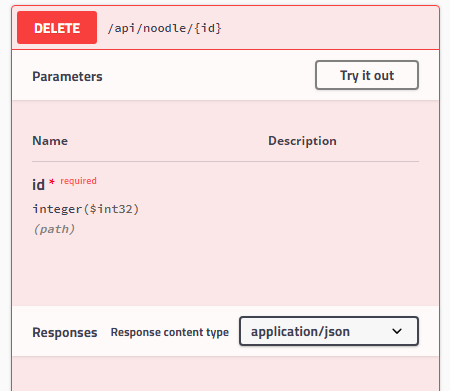 DELETE /api/noodle/{id}
Parameters Try it out
Name Description
id * required
integer($int32)
(path)
Responses Response content type application/json